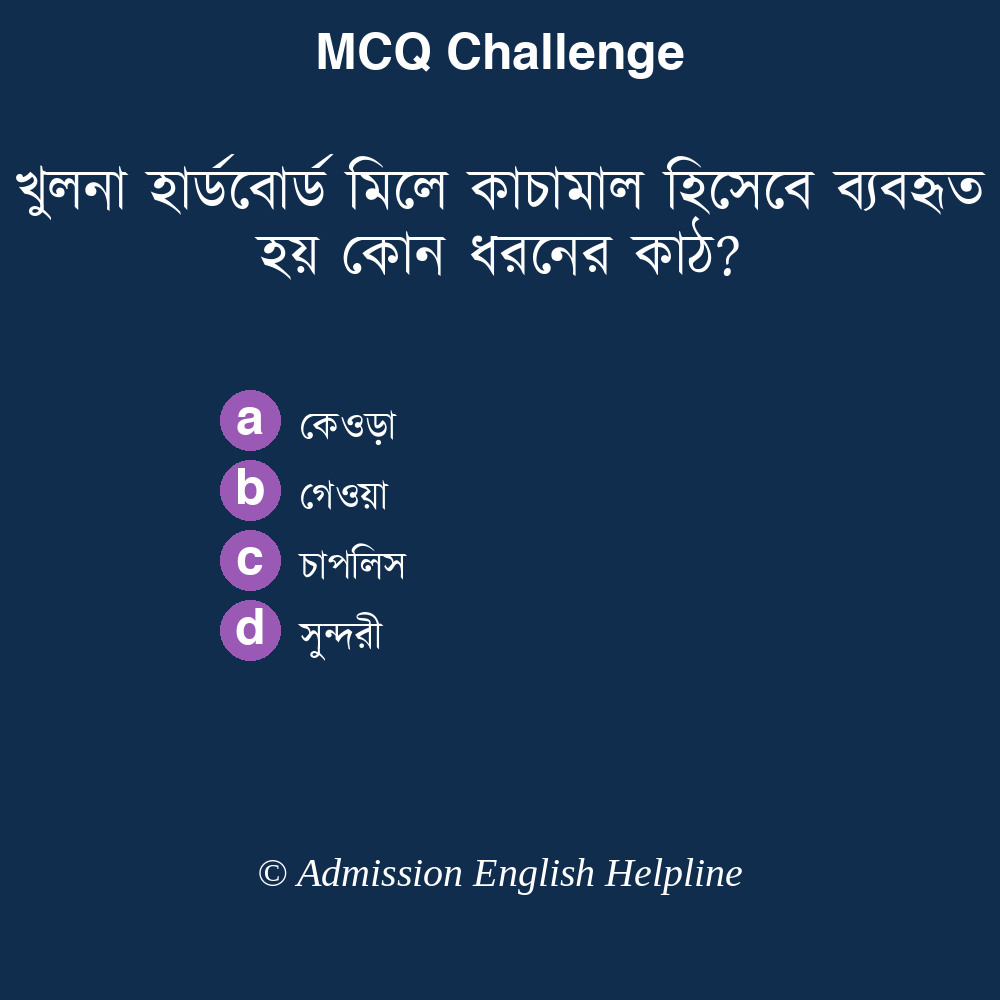 MCQ Challenge
খুলনা হার্ডবোর্ড মিলে কাচামাল হিসেবে ব্যবহৃত
হয় কোন ধরনের কাঠ?
a কেওড়া
b গেওয়া
c চাপলিস
d সুন্দরী
© Admission English Helpline